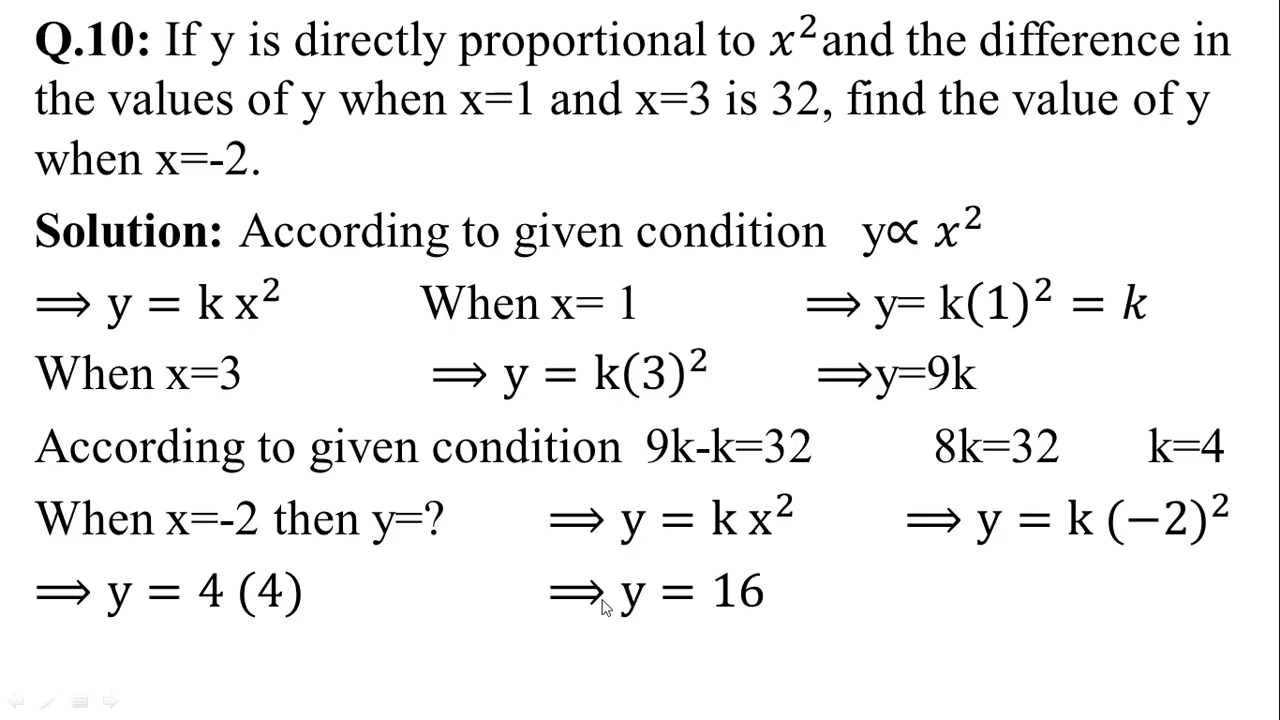 Q.10: If y is directly proportional to x² and the difference in
the values of y when x=1 and x=3 is 32, find the value of y
when x=-2.
Solution: According to given condition y∝ x²
⟹ y = k x² When x= 1 ⟹ y= k(1)² = k
When x=3 ⟹ y = k(3)² ⟹y=9k
According to given condition 9k-k=32 8k=32 k=4
When x=-2 then y=? ⟹ y = k x² ⟹ y = k (−2)²
⟹ y = 4 (4) ⟹ y = 16